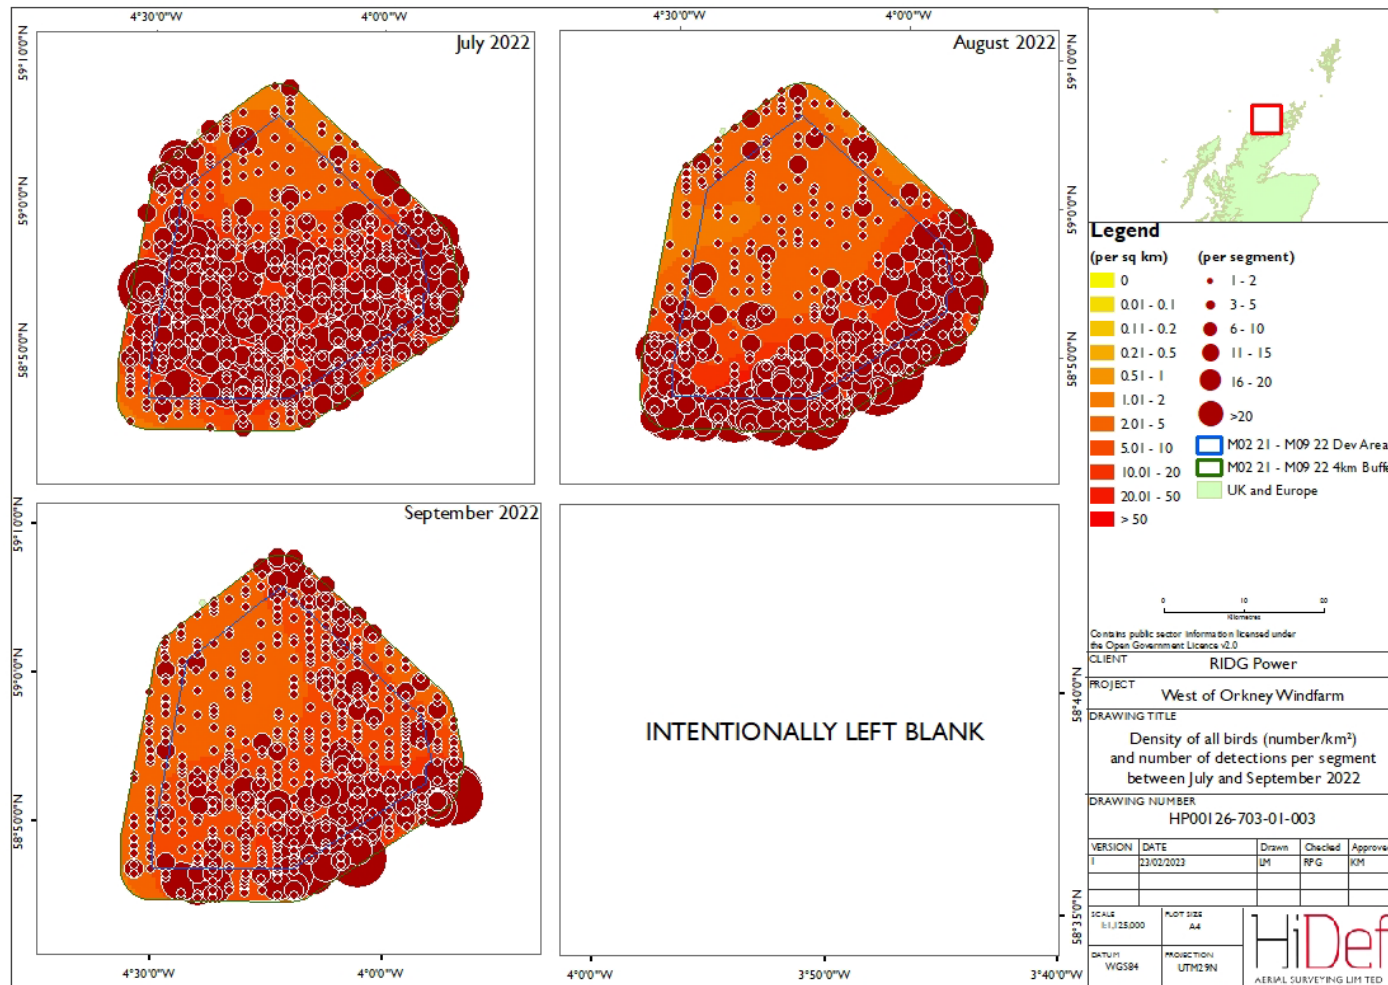 4°30'0"W
4°0'0"W
4°30'0"W
4°0'0"W
July 2022
August 2022
59°10'0"N
59°0'0"N
58°50'0"N
59°10'0"N
59°0'0"N
58°50'0"N
September 2022
59°10'0"N
59°0'0"N
58°50'0"N
INTENTIONALLY LEFT BLANK
58°40'0"N
58°35'0"N
4°30'0"W
4°0'0"W
4°0'0"W
3°50'0"W
3°40'0"W
Legend
(per sq km)
0
0.01 - 0.1
0.11 - 0.2
0.21 - 0.5
0.51 - 1
1.01 - 2
2.01 - 5
5.01 - 10
10.01 - 20
20.01 - 50
> 50
(per segment)
1 - 2
3 - 5
6 - 10
11 - 15
16 - 20
>20
M02 21 - M09 22 Dev Area
M02 21 - M09 22 4km Buffe
UK and Europe
0 10 20
Kilometres
Contains public sector information licensed under
the Open Government Licence v2.0
CLIENT
RIDG Power
PROJECT
West of Orkney Windfarm
DRAWING TITLE
Density of all birds (number/km²)
and number of detections per segment
between July and September 2022
DRAWING NUMBER
HP00126-703-01-003
VERSION DATE Drawn Checked Approve
1 23/02/2023 LM RPG KM
SCALE
1:1,125,000
PLOT SIZE
A4
DATUM
WGS84
PROJECTION
UTM29N
HiDef
AERIAL SURVEYING LIMITED